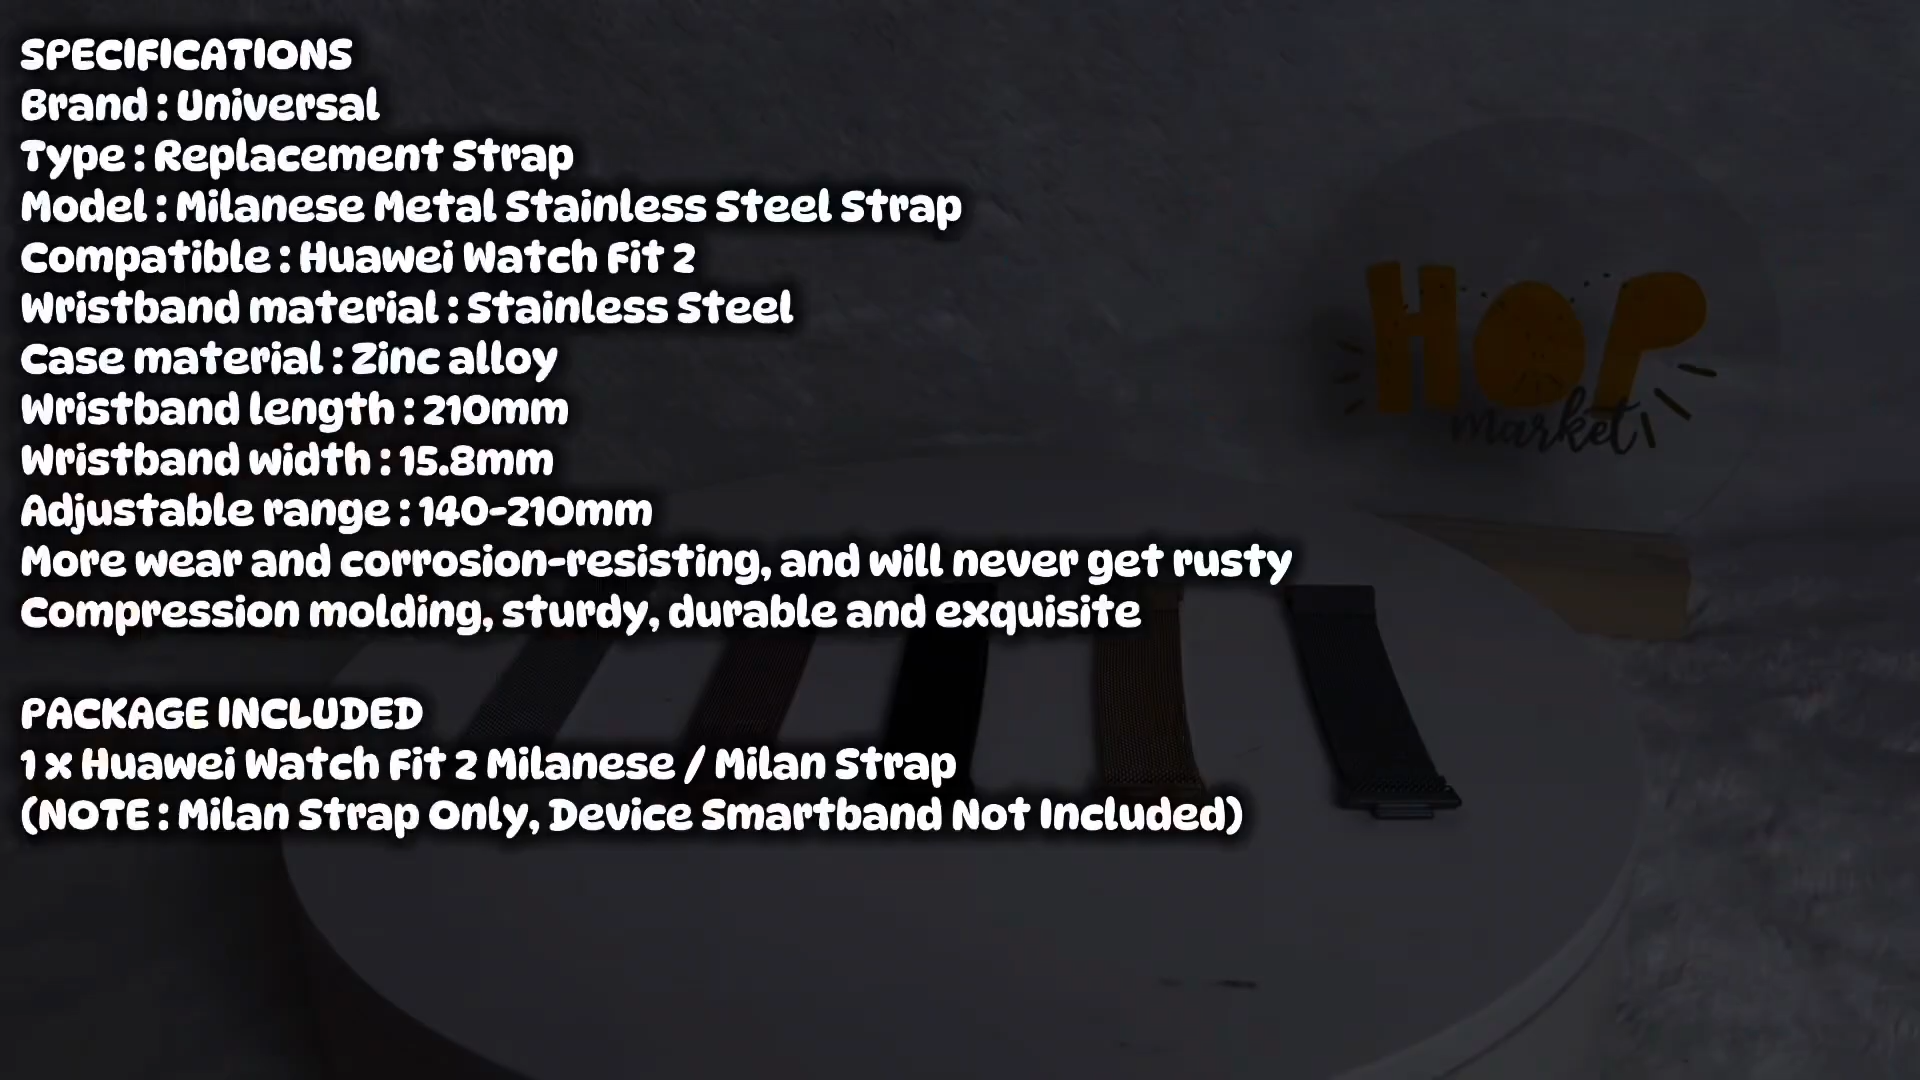 SPECIFICATIONS
Brand : Universal
Type : Replacement Strap
Model : Milanese Metal Stainless Steel Strap
Compatible : Huawei Watch Fit 2
Wristband material : Stainless Steel
Case material : Zinc alloy
Wristband length : 210mm
Wristband width : 15.8mm
Adjustable range : 140-210mm
More wear and corrosion-resisting, and will never get rusty
Compression molding, sturdy, durable and exquisite
PACKAGE INCLUDED
1 x Huawei Watch Fit 2 Milanese / Milan Strap
(NOTE : Milan Strap Only, Device Smartband Not Included)
HOP
market